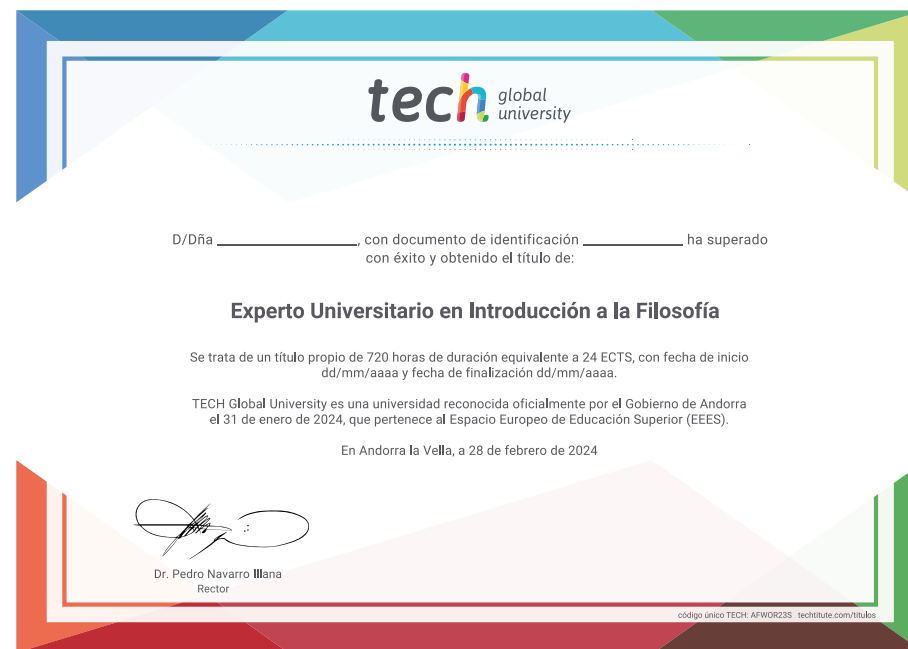 tech global university
D/Dña ____________, con documento de identificación ____________ ha superado
con éxito y obtenido el título de:
Experto Universitario en Introducción a la Filosofía
Se trata de un título propio de 720 horas de duración equivalente a 24 ECTS, con fecha de inicio
dd/mm/aaaa y fecha de finalización dd/mm/aaaa.
TECH Global University es una universidad reconocida oficialmente por el Gobierno de Andorra
el 31 de enero de 2024, que pertenece al Espacio Europeo de Educación Superior (EEES).
En Andorra la Vella, a 28 de febrero de 2024
Dr. Pedro Navarro Illana
Rector
código único TECH: AFWOR23S techtitute.com/titulos